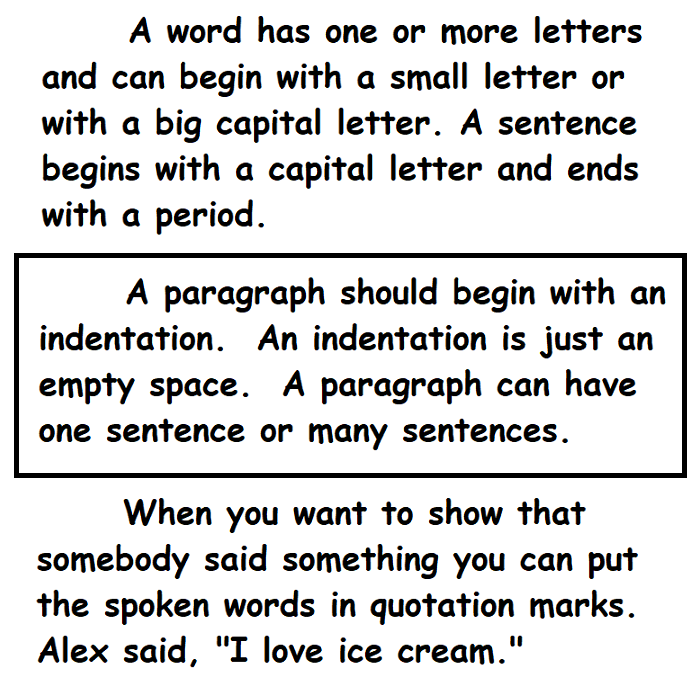 A word has one or more letters
and can begin with a small letter or
with a big capital letter. A sentence
begins with a capital letter and ends
with a period.
A paragraph should begin with an
indentation.  An indentation is just an
empty space.  A paragraph can have
one sentence or many sentences.
When you want to show that
somebody said something you can put
the spoken words in quotation marks.
Alex said, "I love ice cream."